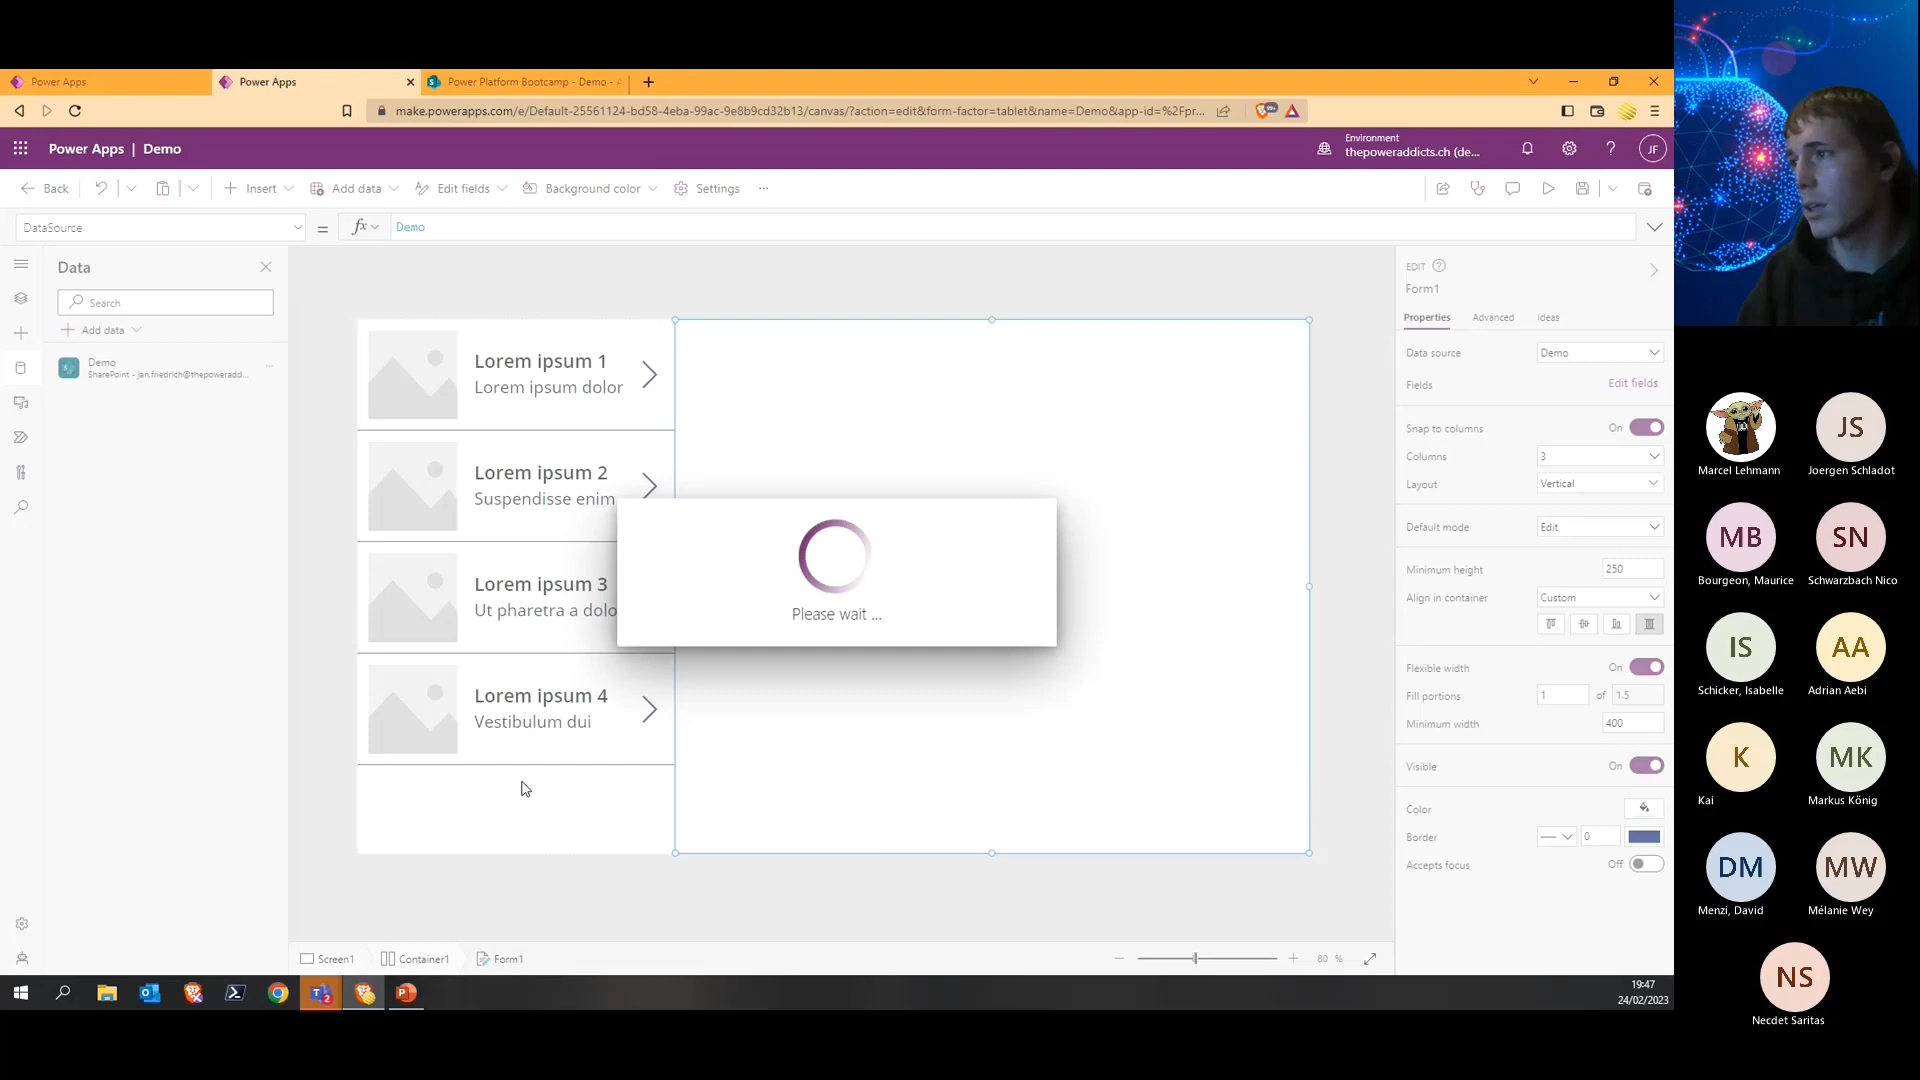 Power Apps
Power Apps
Power Platform Bootcamp - Demo - A
make.powerapps.com/e/Default-25561124-bd58-4eba-99ac-9e8b9cd32b13/canvas/?action=edit&form-factor=tablet&name=Demo&app-id=%2Fpr...
99+
Power Apps | Demo
Environment
thepoweraddicts.ch (de...
JF
Back
Insert
Add data
Edit fields
Background color
Settings
...
DataSource
=
fx
Demo
Data
Search
Add data
Demo
SharePoint - jan.friedrich@thepoweradd...
Lorem ipsum 1
Lorem ipsum dolor
Lorem ipsum 2
Suspendisse enim
Lorem ipsum 3
Ut pharetra a dolo
Lorem ipsum 4
Vestibulum dui
Please wait ...
EDIT
Form1
Properties
Advanced
Ideas
Data source
Demo
Fields
Edit fields
Snap to columns
On
Columns
3
Layout
Vertical
Default mode
Edit
Minimum height
250
Align in container
Custom
Flexible width
On
Fill portions
1 of 1.5
Minimum width
400
Visible
On
Color
Border
0
Accepts focus
Off
Screen1
Container1
Form1
80 %
19:47
24/02/2023
Marcel Lehmann
JS
Joergen Schladot
MB
Bourgeon, Maurice
SN
Schwarzbach Nico
IS
Schicker, Isabelle
AA
Adrian Aebi
K
Kai
MK
Markus König
DM
Menzi, David
MW
Mélanie Wey
NS
Necdet Saritas